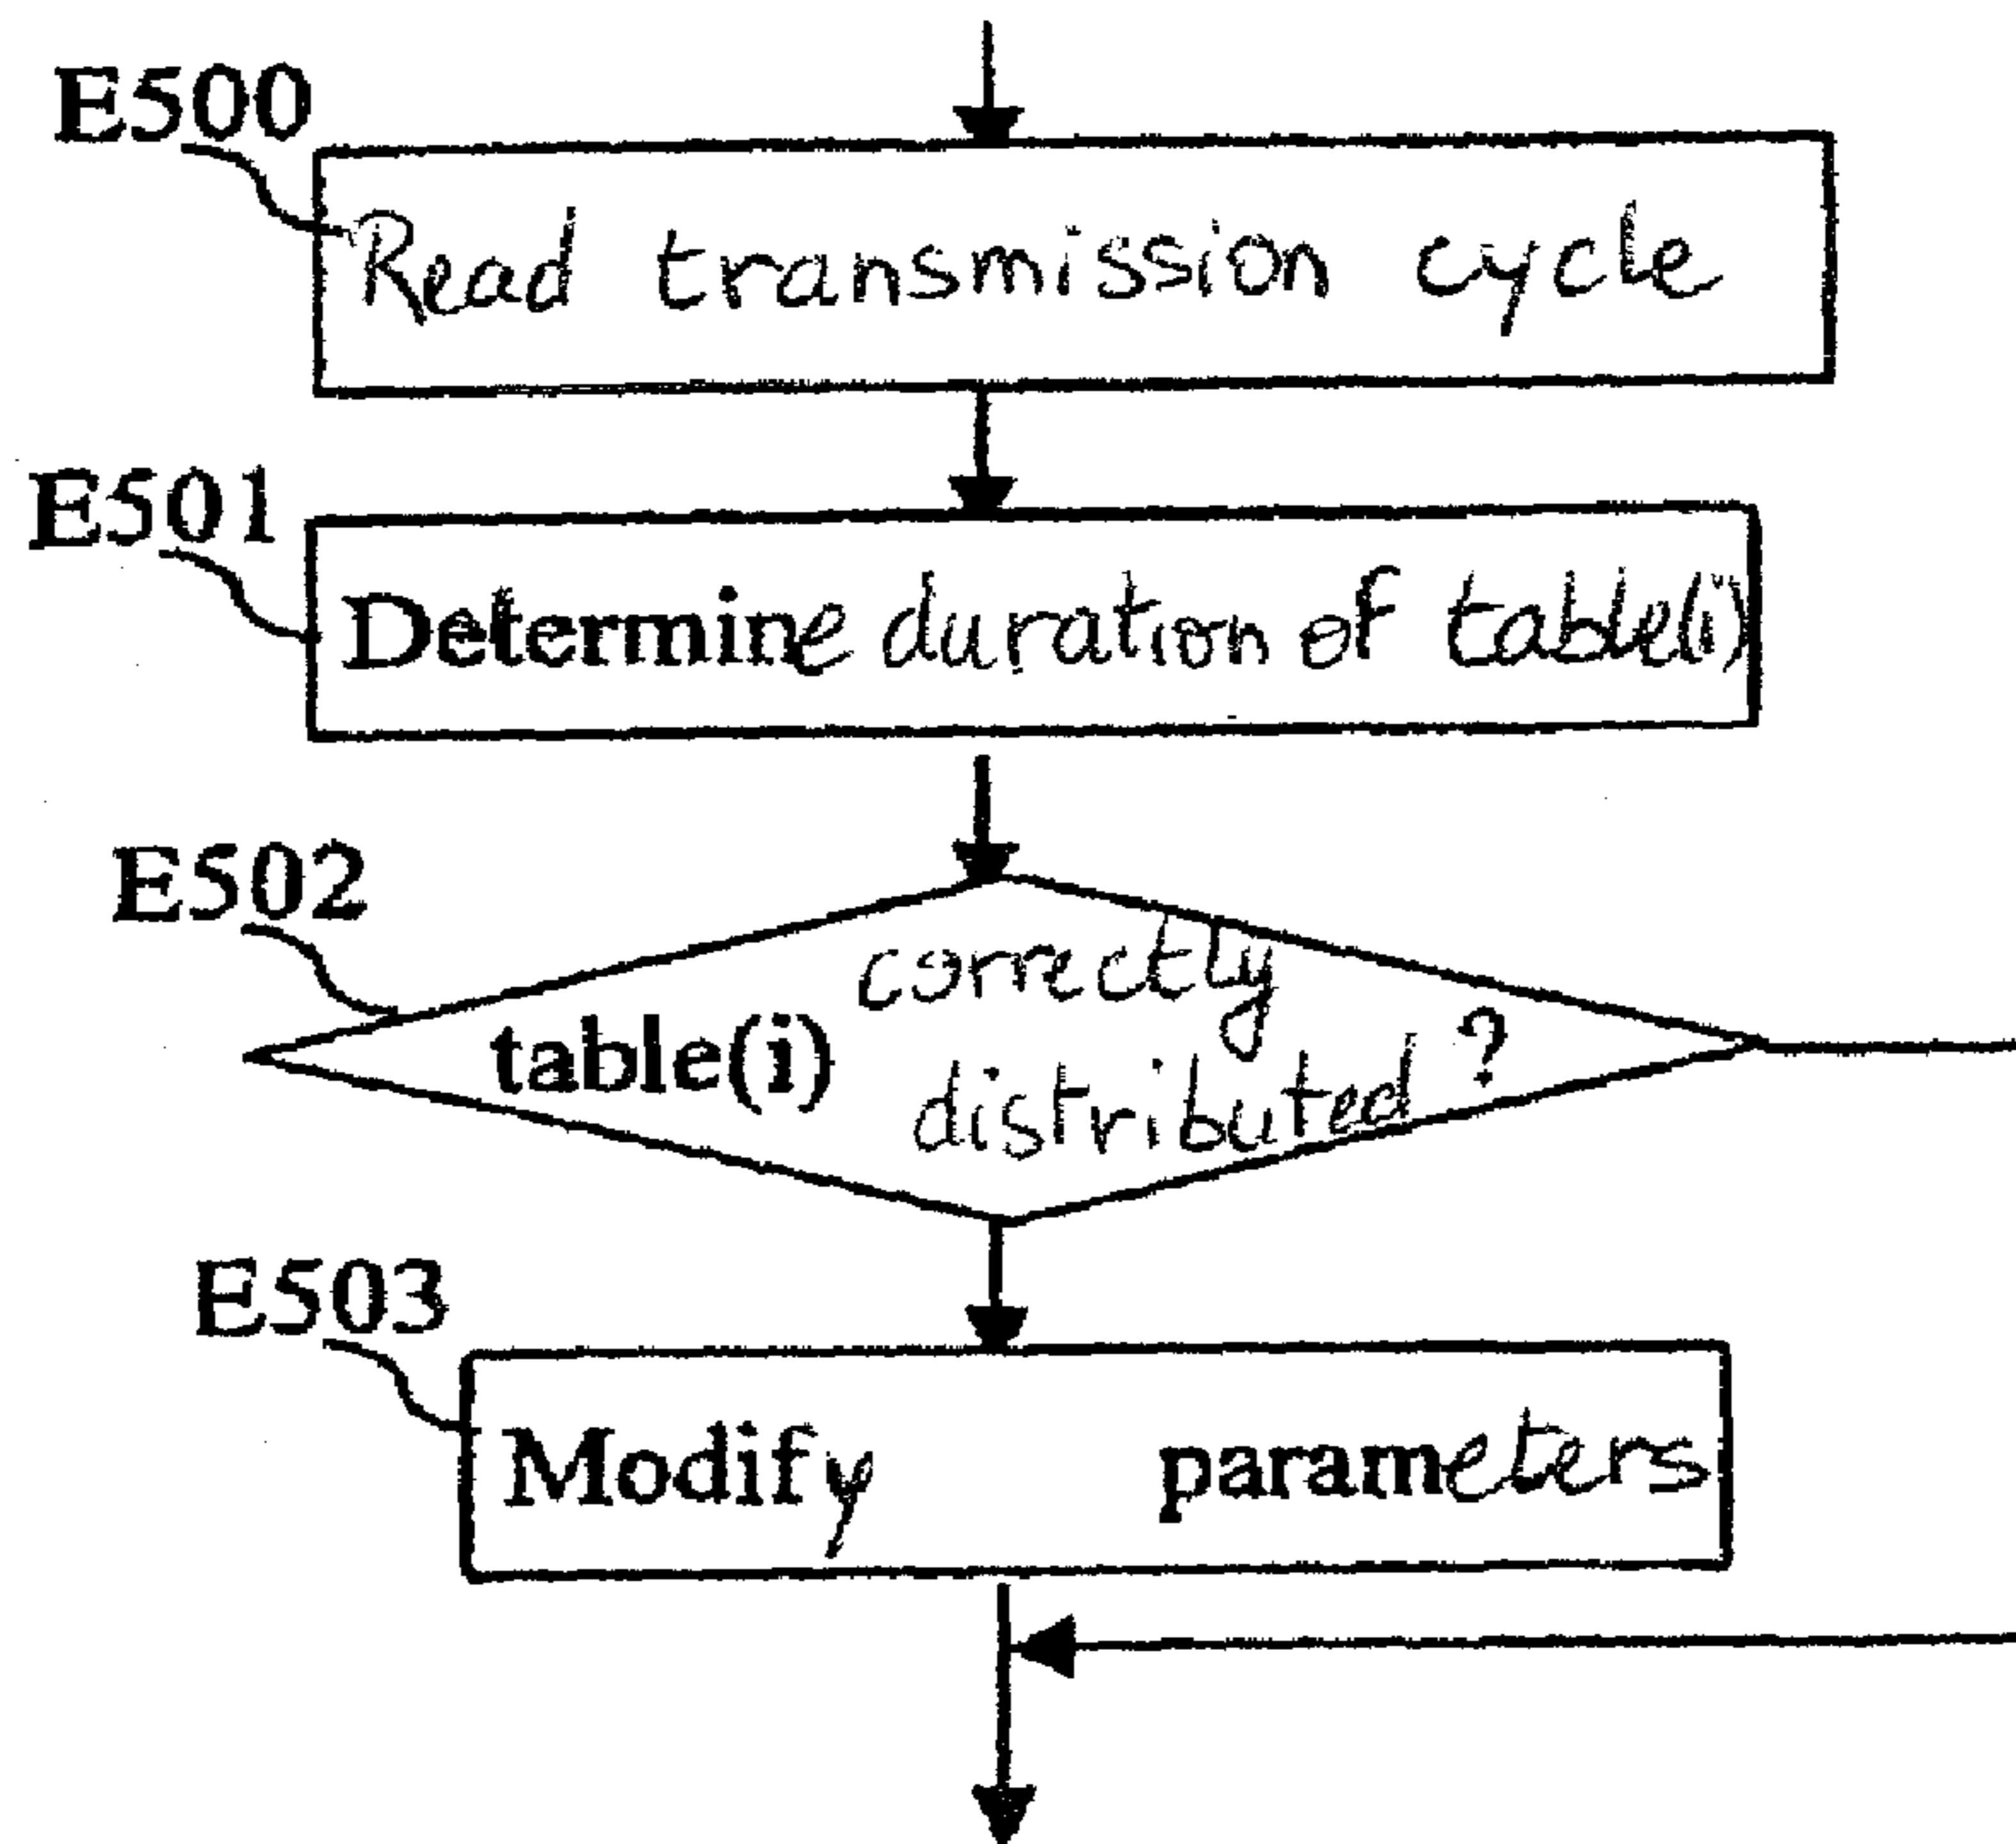 E500
Read transmission cycle
E501
Determine duration of table(i)
E502
correctly
table(i) ?
distributed
E503
Modify parameters